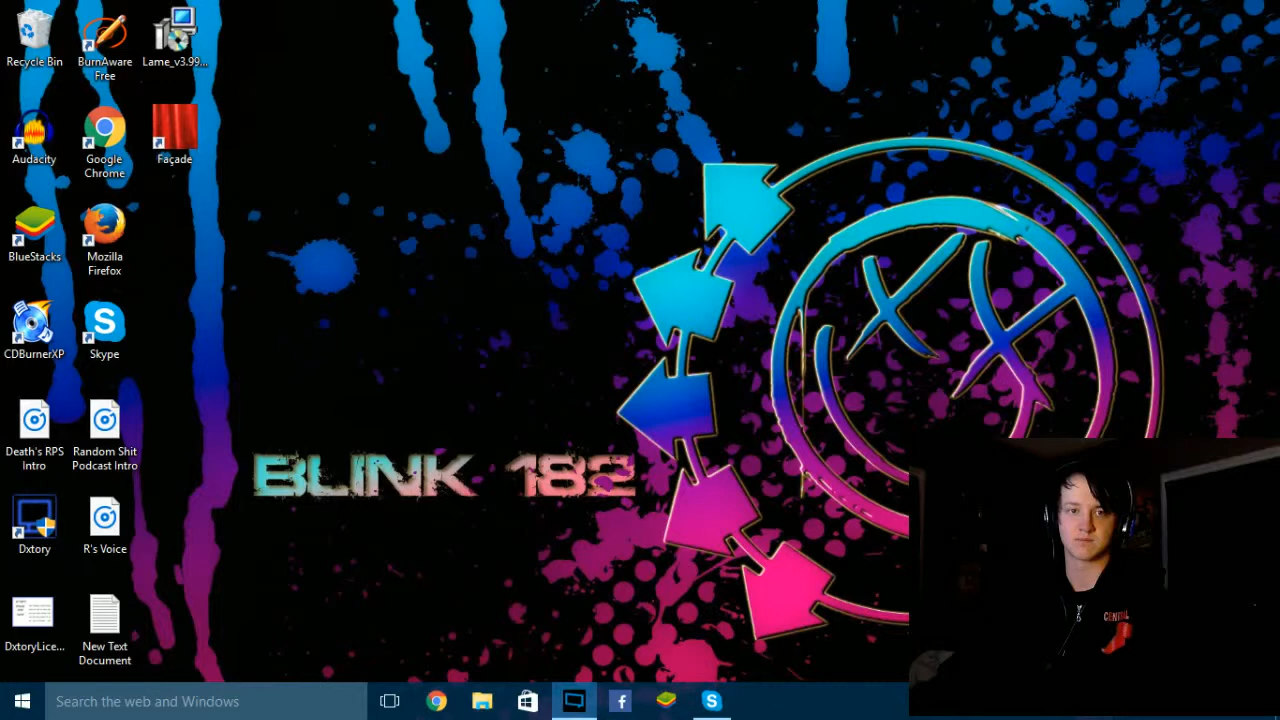 Recycle Bin
BurnAware
Free
Lame_v3.99...
Audacity
Google
Chrome
Façade
BlueStacks
Mozilla
Firefox
CDBurnerXP
Skype
Death's RPS
Intro
Random Shit
Podcast Intro
Dxtory
R's Voice
DxtoryLice...
New Text
Document
BLINK 182
CENTRAL
Search the web and Windows